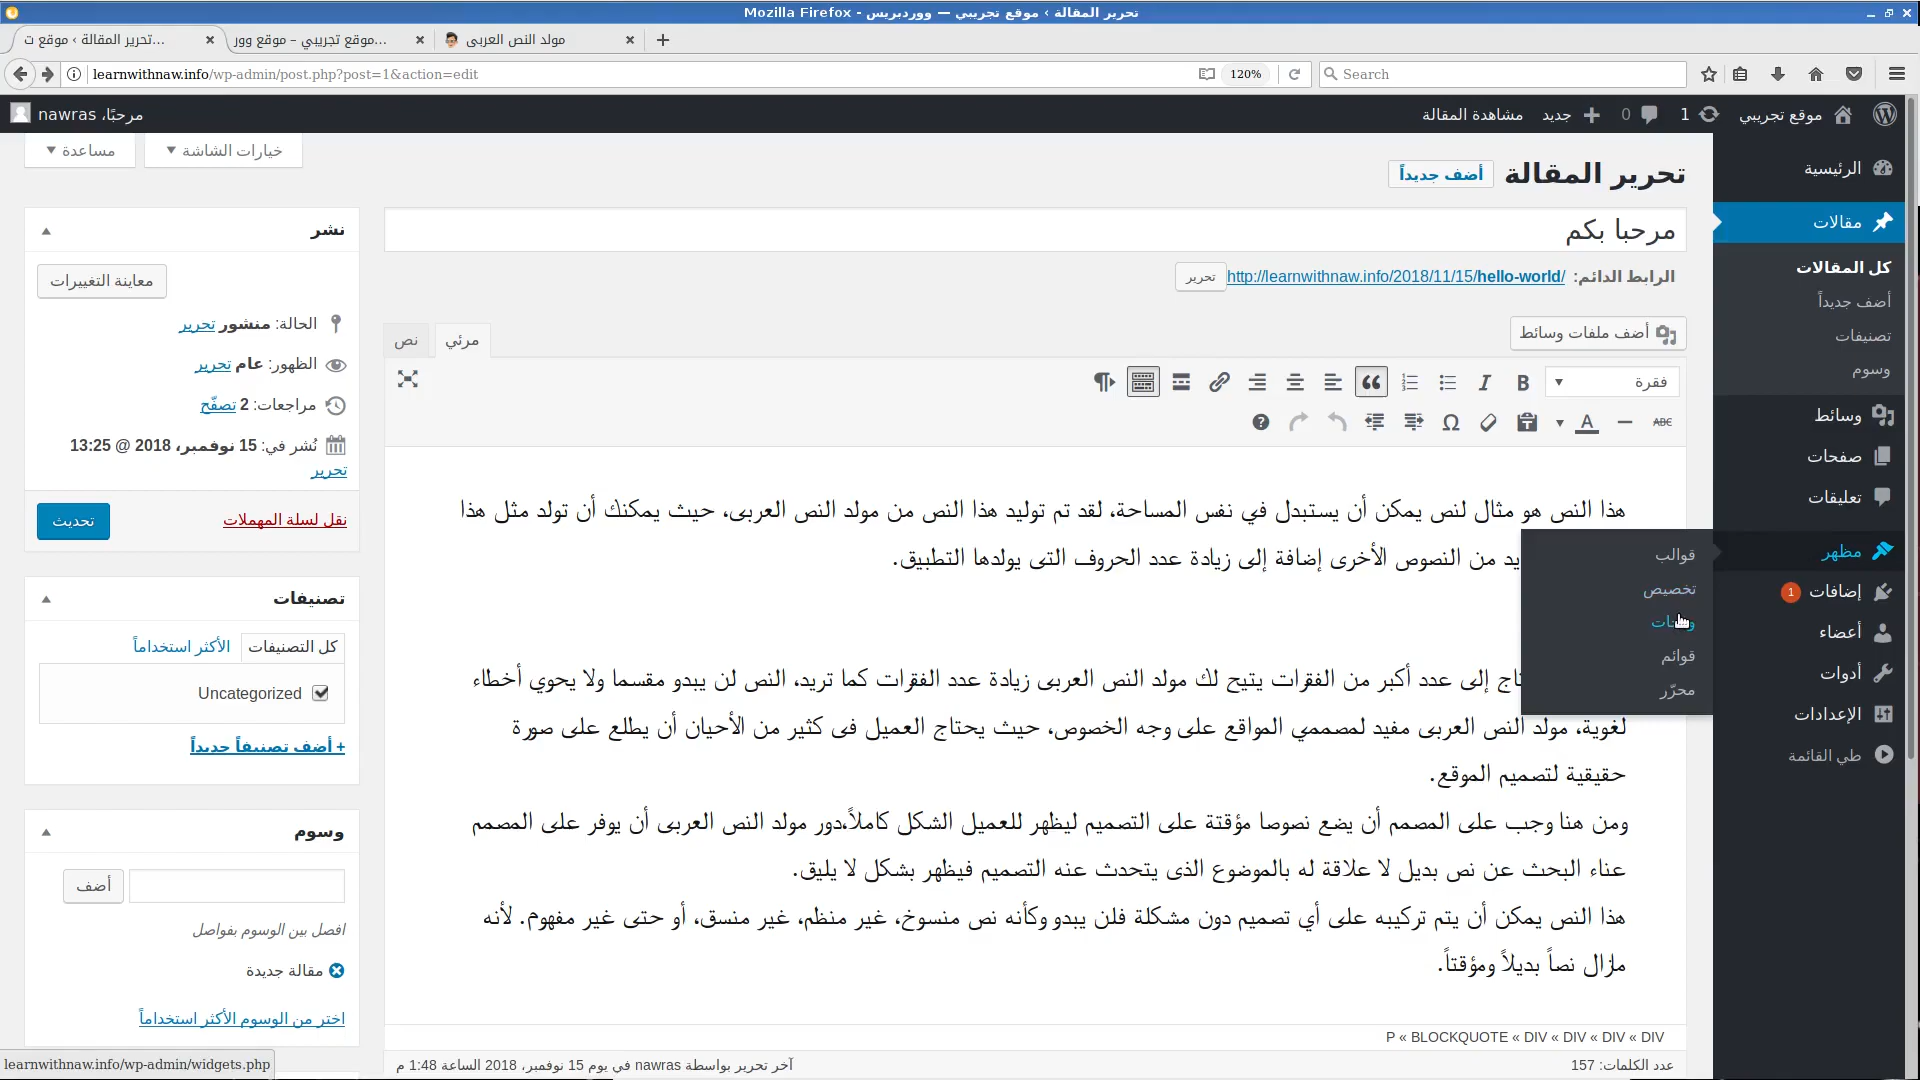 تحرير المقالة ‹ موقع تجريبي — ووردبريس - Mozilla Firefox
تحرير المقالة ‹ موقع ت...
موقع تجريبي – موقع وور...
مولد النص العربى
learnwithnaw.info/wp-admin/post.php?post=1&action=edit
120%
Search
موقع تجريبي
1
0
جديد
مشاهدة المقالة
مرحبًا، nawras
خيارات الشاشة
مساعدة
الرئيسية
مقالات
كل المقالات
أضف جديداً
تصنيفات
وسوم
وسائط
صفحات
تعليقات
مظهر
إضافات 1
أعضاء
أدوات
الإعدادات
طي القائمة
قوالب
تخصيص
قوائم
محرّر
تحرير المقالة
أضف جديداً
مرحبا بكم
الرابط الدائم: http://learnwithnaw.info/2018/11/15/hello-world/ تحرير
أضف ملفات وسائط
مرئي
نص
فقرة
B I
ABC A Ω
هذا النص هو مثال لنص يمكن أن يستبدل في نفس المساحة، لقد تم توليد هذا النص من مولد النص العربى، حيث يمكنك أن تولد مثل هذا
يد من النصوص الأخرى إضافة إلى زيادة عدد الحروف التى يولدها التطبيق.
تاج إلى عدد أكبر من الفقرات يتيح لك مولد النص العربى زيادة عدد الفقرات كما تريد، النص لن يبدو مقسما ولا يحوي أخطاء
لغوية، مولد النص العربى مفيد لمصممي المواقع على وجه الخصوص، حيث يحتاج العميل فى كثير من الأحيان أن يطلع على صورة
حقيقية لتصميم الموقع.
ومن هنا وجب على المصمم أن يضع نصوصا مؤقتة على التصميم ليظهر للعميل الشكل كاملاً،دور مولد النص العربى أن يوفر على المصمم
عناء البحث عن نص بديل لا علاقة له بالموضوع الذى يتحدث عنه التصميم فيظهر بشكل لا يليق.
هذا النص يمكن أن يتم تركيبه على أي تصميم دون مشكلة فلن يبدو وكأنه نص منسوخ، غير منظم، غير منسق، أو حتى غير مفهوم. لأنه
مازال نصاً بديلاً ومؤقتاً.
P « BLOCKQUOTE « DIV « DIV « DIV « DIV
عدد الكلمات: 157
آخر تحرير بواسطة nawras في يوم 15 نوفمبر، 2018 الساعة 1:48 م
نشر
معاينة التغييرات
الحالة: منشور تحرير
الظهور: عام تحرير
مراجعات: 2 تصفّح
نُشر في: 15 نوفمبر، 2018 @ 13:25
تحرير
نقل لسلة المهملات
تحديث
تصنيفات
كل التصنيفات
الأكثر استخداماً
Uncategorized
+ أضف تصنيفاً جديداً
وسوم
أضف
افصل بين الوسوم بفواصل
مقالة جديدة
اختر من الوسوم الأكثر استخداماً
learnwithnaw.info/wp-admin/widgets.php